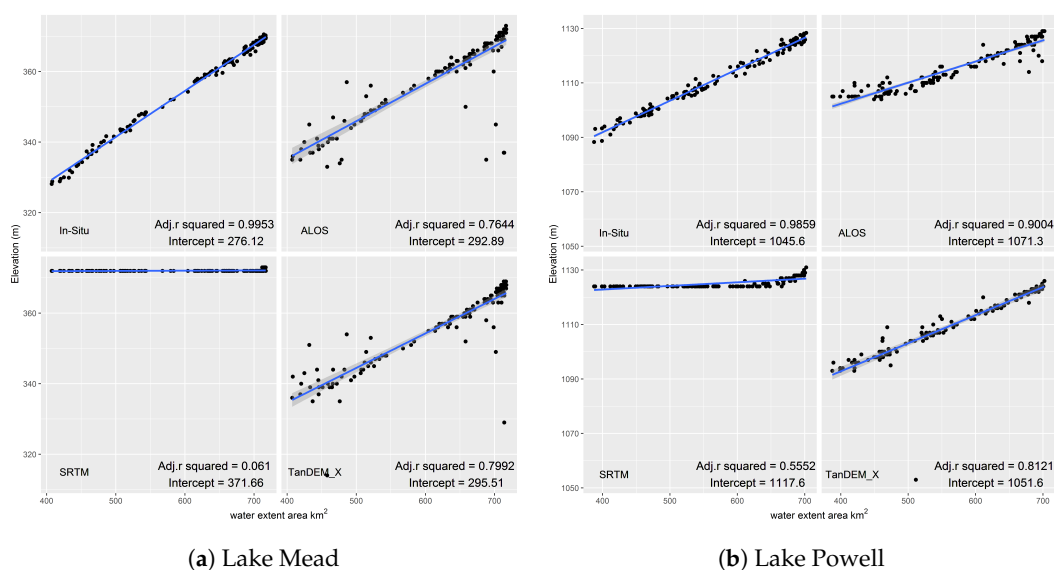 360
340
320
In-Situ
Adj.r squared = 0.9953
Intercept = 276.12
ALOS
Adj.r squared = 0.7644
Intercept = 292.89
Elevation (m)
360
340
320
SRTM
Adj.r squared = 0.061
Intercept = 371.66
TanDEM_X
Adj.r squared = 0.7992
Intercept = 295.51
400 500 600 700 400 500 600 700
water extent area km²
(a) Lake Mead
1130
1110
1090
1070
1050
In-Situ
Adj.r squared = 0.9859
Intercept = 1045.6
ALOS
Adj.r squared = 0.9004
Intercept = 1071.3
Elevation (m)
1130
1110
1090
1070
1050
SRTM
Adj.r squared = 0.5552
Intercept = 1117.6
TanDEM_X
Adj.r squared = 0.8121
Intercept = 1051.6
400 500 600 700 400 500 600 700
water extent area km²
(b) Lake Powell